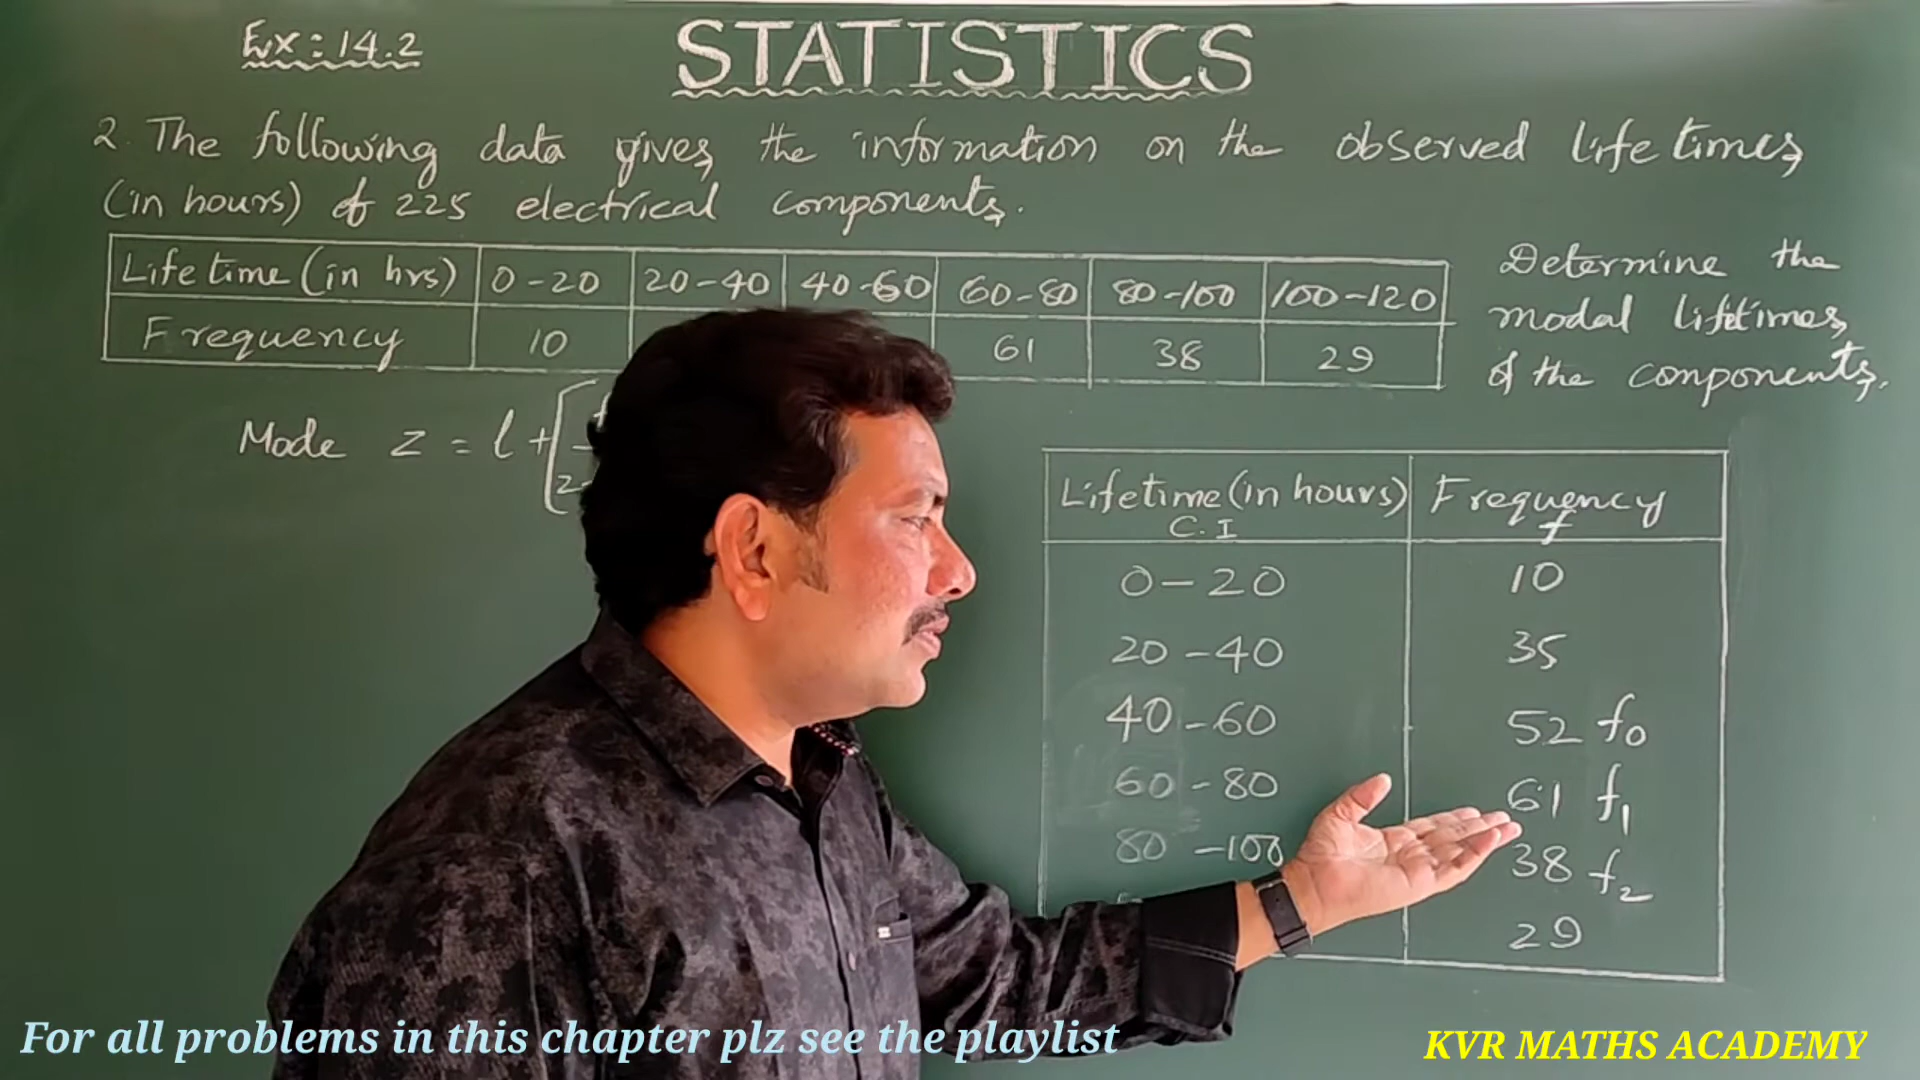 Ex : 14.2
STATISTICS
2. The following data gives the information on the observed life times
(in hours) of 225 electrical components.
Life time (in hrs) 0-20 20-40 40-60 60-80 80-100 100-120
Frequency 10 61 38 29
Determine the
modal lifetimes
of the components.
Mode Z = l + [
2
Lifetime (in hours) Frequency
C.I f
0-20 10
20-40 35
40-60 52 f0
60-80 61 f1
80-100 38 f2
29
For all problems in this chapter plz see the playlist
KVR MATHS ACADEMY